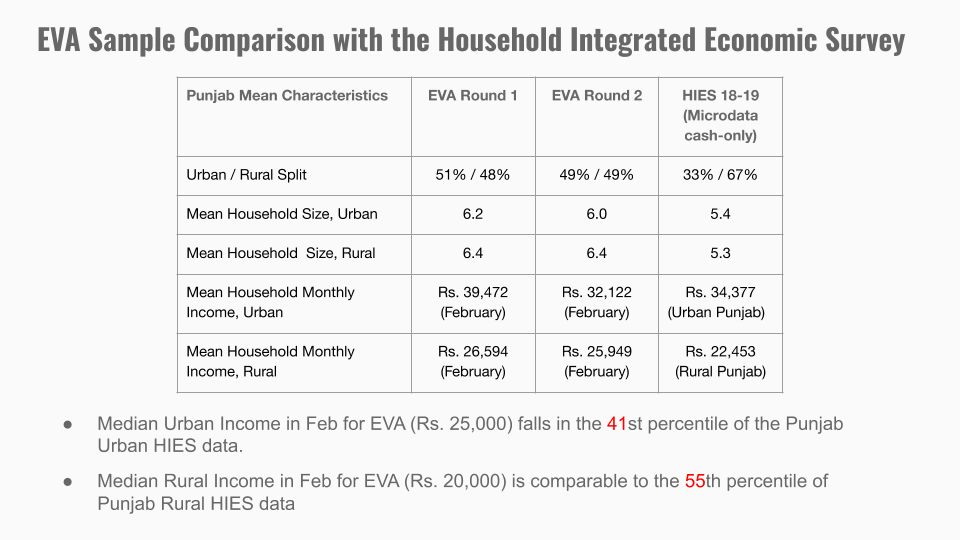 EVA Sample Comparison with the Household Integrated Economic Survey
Punjab Mean Characteristics EVA Round 1 EVA Round 2 HIES 18-19
(Microdata
cash-only)
Urban / Rural Split 51% / 48% 49% / 49% 33% / 67%
Mean Household Size, Urban 6.2 6.0 5.4
Mean Household Size, Rural 6.4 6.4 5.3
Mean Household Monthly Rs. 39,472 Rs. 32,122 Rs. 34,377
Income, Urban (February) (February) (Urban Punjab)
Mean Household Monthly Rs. 26,594 Rs. 25,949 Rs. 22,453
Income, Rural (February) (February) (Rural Punjab)
● Median Urban Income in Feb for EVA (Rs. 25,000) falls in the 41st percentile of the Punjab
Urban HIES data.
● Median Rural Income in Feb for EVA (Rs. 20,000) is comparable to the 55th percentile of
Punjab Rural HIES data